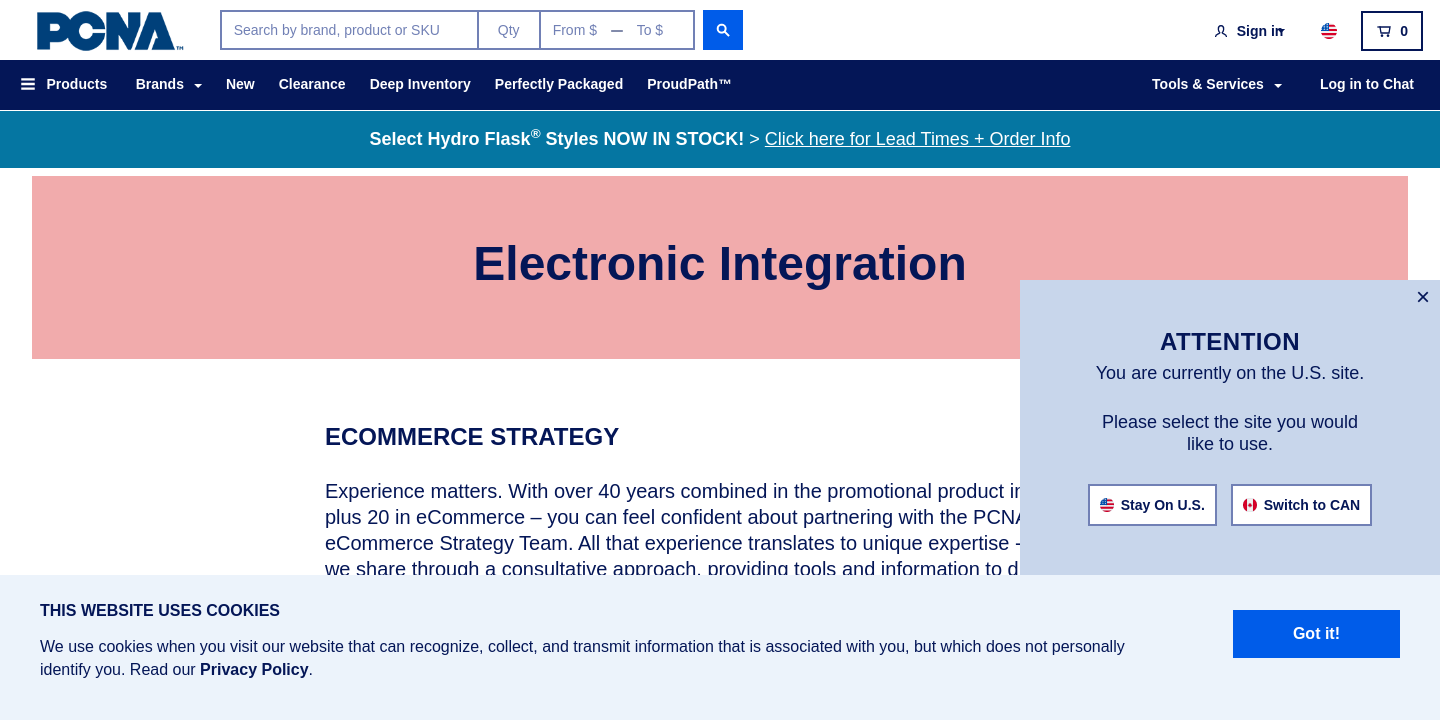 PCNA™
Search by brand, product or SKU
Qty
From $ — To $
Sign in
0
Products
Brands
New
Clearance
Deep Inventory
Perfectly Packaged
ProudPath™
Tools & Services
Log in to Chat
Select Hydro Flask® Styles NOW IN STOCK! > Click here for Lead Times + Order Info
Electronic Integration
×
ATTENTION
You are currently on the U.S. site.
Please select the site you would
like to use.
Stay On U.S.
Switch to CAN
ECOMMERCE STRATEGY
Experience matters. With over 40 years combined in the promotional product
plus 20 in eCommerce – you can feel confident about partnering with the PCNA
eCommerce Strategy Team. All that experience translates to unique expertise
we share through a consultative approach, providing tools and information to
THIS WEBSITE USES COOKIES
We use cookies when you visit our website that can recognize, collect, and transmit information that is associated with you, but which does not personally
identify you. Read our Privacy Policy.
Got it!